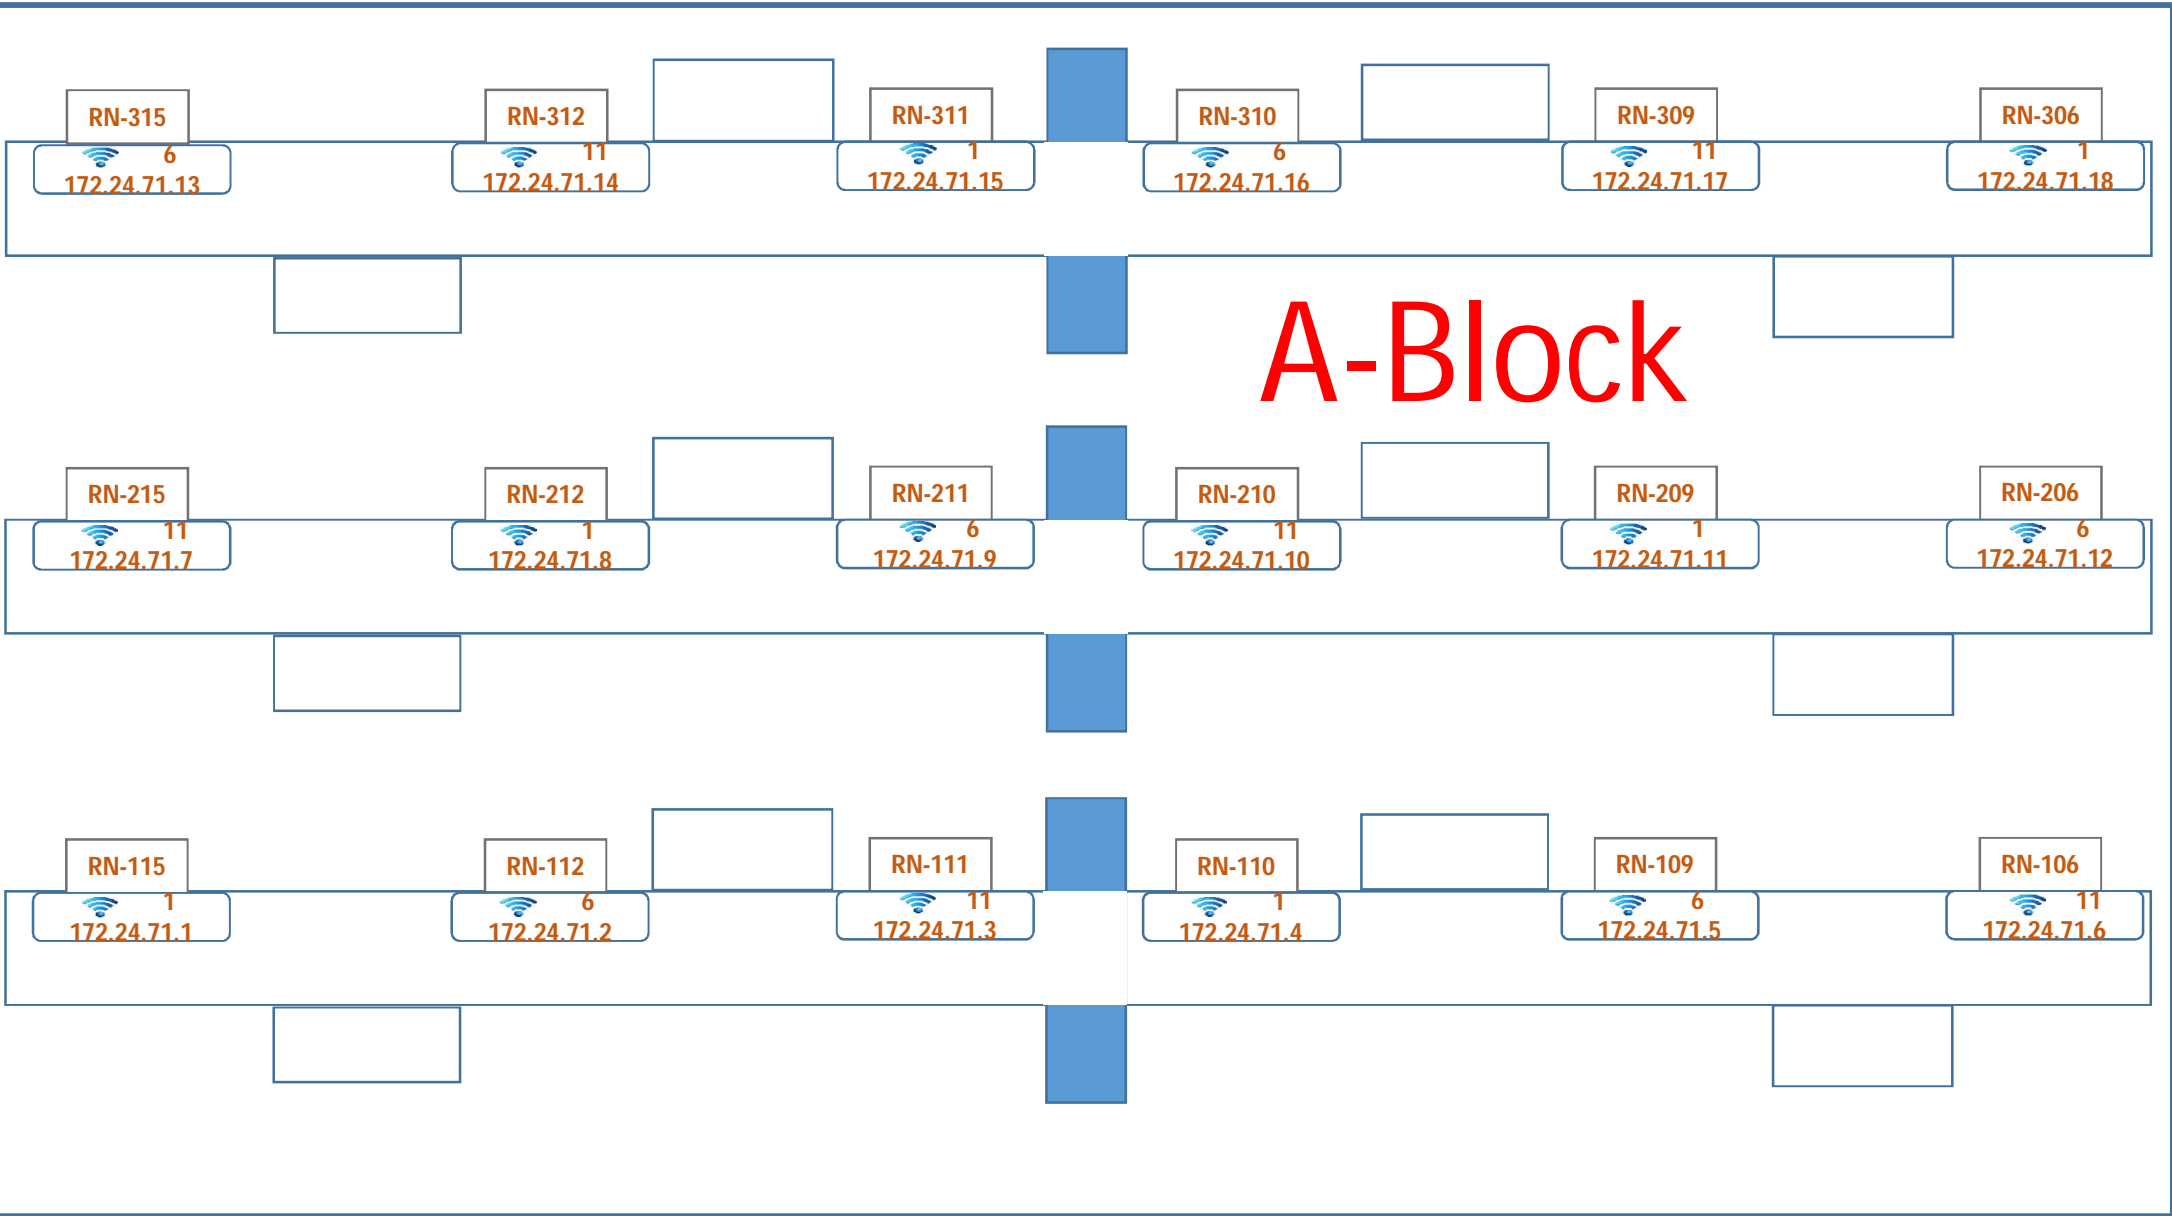 RN-315 RN-312 RN-311 RN-310 RN-309 RN-306
6 11 1 6 11 1
172.24.71.13 172.24.71.14 172.24.71.15 172.24.71.16 172.24.71.17 172.24.71.18
A-Block
RN-215 RN-212 RN-211 RN-210 RN-209 RN-206
11 1 6 11 1 6
172.24.71.7 172.24.71.8 172.24.71.9 172.24.71.10 172.24.71.11 172.24.71.12
RN-115 RN-112 RN-111 RN-110 RN-109 RN-106
1 6 11 1 6 11
172.24.71.1 172.24.71.2 172.24.71.3 172.24.71.4 172.24.71.5 172.24.71.6